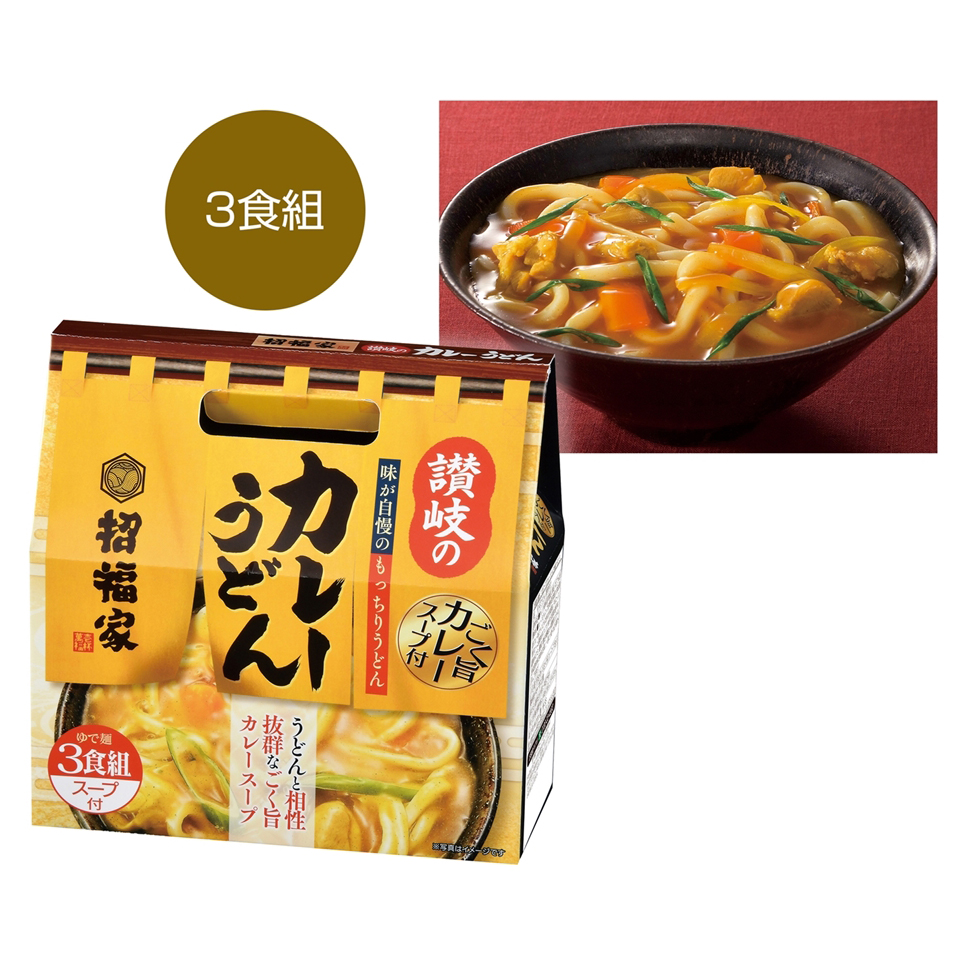 3食組
招福家 讃岐の カレーうどん
讃岐の
味が自慢のもっちりうどん
カレー
うどん
招福家
ごく旨
カレー
スープ付
うどんと相性
抜群なごく旨
カレースープ
ゆで麺
3食組
スープ
付
※写真はイメージです